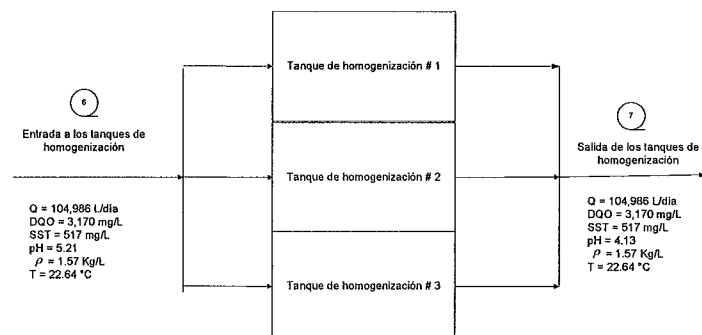 Tanque de homogenización # 1
6
Entrada a los tanques de
homogenización
7
Salida de los tanques de
homogenización
Tanque de homogenización # 2
Q = 104,986 L/dia
DQO = 3,170 mg/L
SST = 517 mg/L
pH = 5.21
ρ = 1.57 Kg/L
T = 22.64 °C
Q = 104,986 L/dia
DQO = 3,170 mg/L
SST = 517 mg/L
pH = 4.13
ρ = 1.57 Kg/L
T = 22.64 °C
Tanque de homogenización # 3